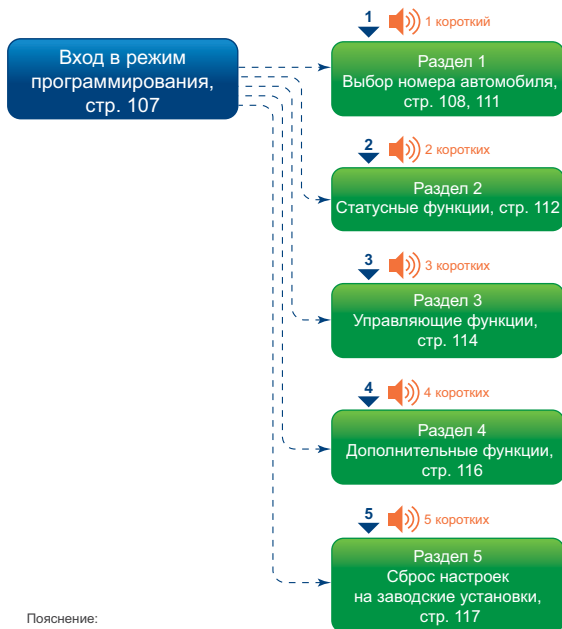 Вход в режим
программирования,
стр. 107
1 1 короткий
Раздел 1
Выбор номера автомобиля,
стр. 108, 111
2 2 коротких
Раздел 2
Статусные функции, стр. 112
3 3 коротких
Раздел 3
Управляющие функции,
стр. 114
4 4 коротких
Раздел 4
Дополнительные функции,
стр. 116
5 5 коротких
Раздел 5
Сброс настроек
на заводские установки,
стр. 117
Пояснение: